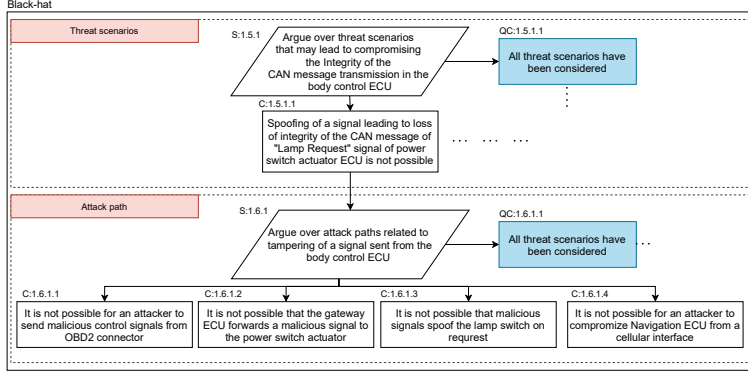 Black-hat
Threat scenarios
S:1.5.1
Argue over threat scenarios
that may lead to compromising
the Integrity of the
CAN message transmission in the
body control ECU
QC:1.5.1.1
All threat scenarios have
been considered
C:1.5.1.1
Spoofing of a signal leading to loss
of integrity of the CAN message of
"Lamp Request" signal of power
switch actuator ECU is not possible
... ... ...
Attack path
S:1.6.1
Argue over attack paths related to
tampering of a signal sent from the
body control ECU
QC:1.6.1.1
All threat scenarios have
been considered
...
C:1.6.1.1
It is not possible for an attacker to
send malicious control signals from
OBD2 connector
C:1.6.1.2
It is not possible that the gateway
ECU forwards a malicious signal to
the power switch actuator
C:1.6.1.3
It is not possible that malicious
signals spoof the lamp switch on
requrest
C:1.6.1.4
It is not possible for an attacker to
compromize Navigation ECU from a
cellular interface